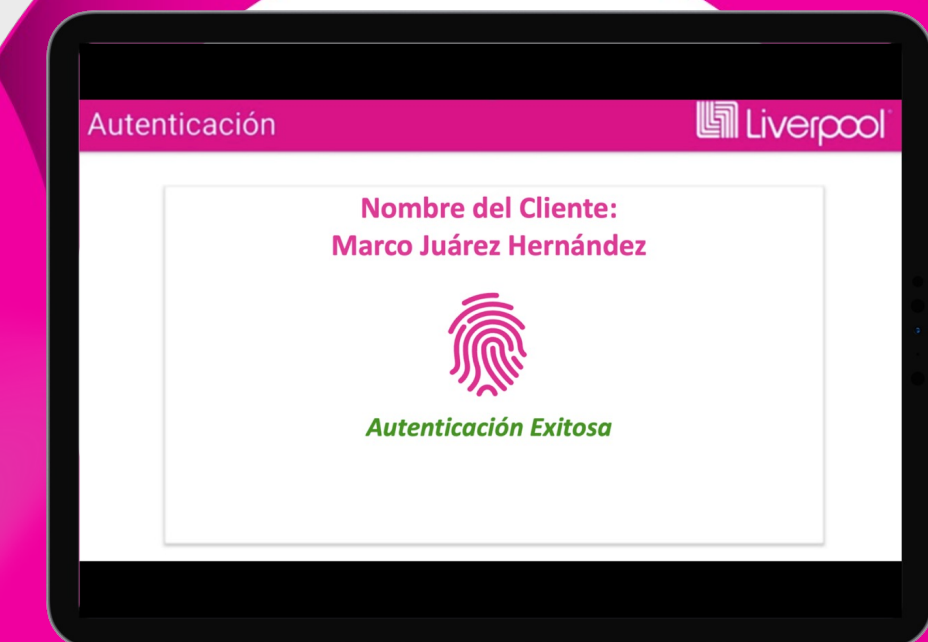 Autenticación
Liverpool
Nombre del Cliente:
Marco Juárez Hernández
Autenticación Exitosa